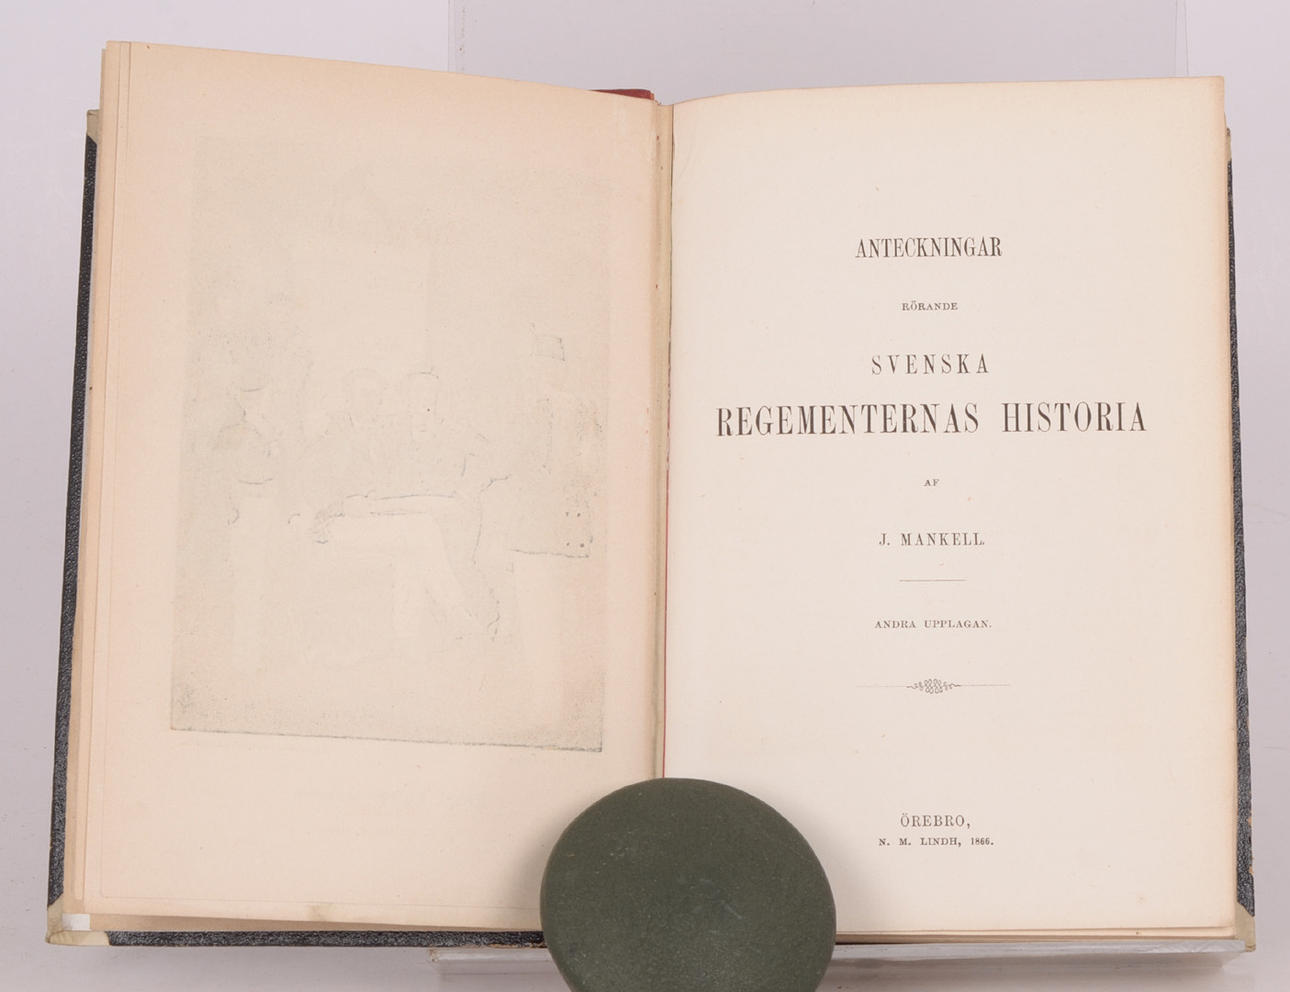 ANTECKNINGAR
RÖRANDE
SVENSKA
REGEMENTERNAS HISTORIA
AF
J. MANKELL.
ANDRA UPPLAGAN.
ÖREBRO,
N. M. LINDH, 1866.